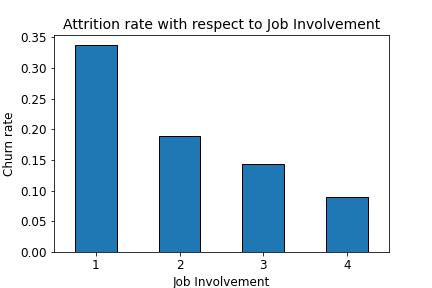 Attrition rate with respect to Job Involvement
0.35
0.30
0.25
0.20
0.15
0.10
0.05
0.00
Churn rate
1 2 3 4
Job Involvement